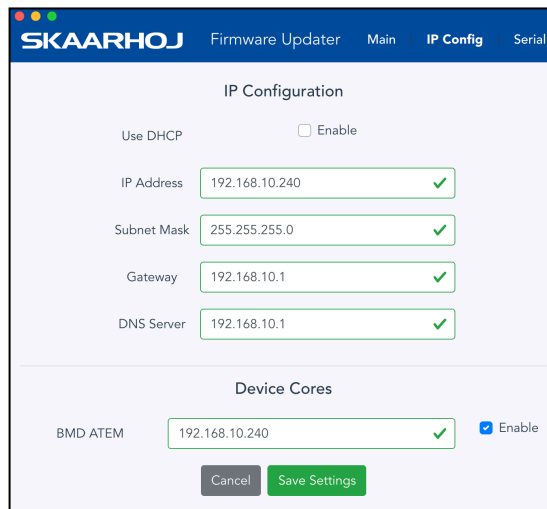 SKAARHOJ Firmware Updater Main IP Config Serial
IP Configuration
Use DHCP Enable
IP Address 192.168.10.240
Subnet Mask 255.255.255.0
Gateway 192.168.10.1
DNS Server 192.168.10.1
Device Cores
BMD ATEM 192.168.10.240 Enable
Cancel Save Settings